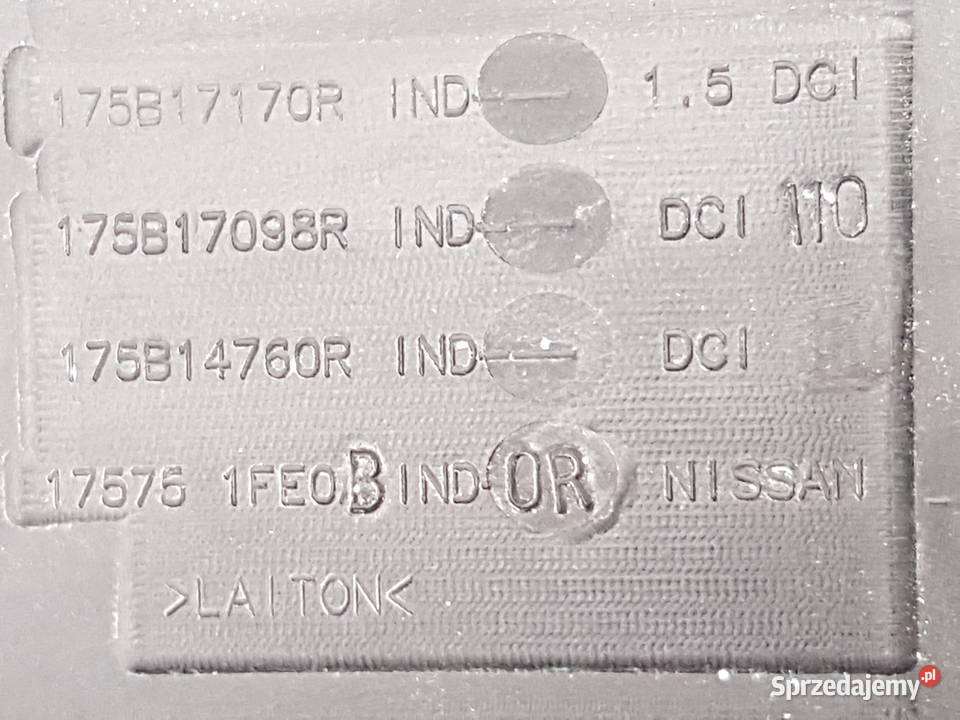 175B17170R IND- — 1.5 DCI
175B17098R IND- — DCI 110
175B14760R IND- — DCI
17575 1FE0B IND-0R NISSAN
>LAITON<
Sprzedajemy.pl